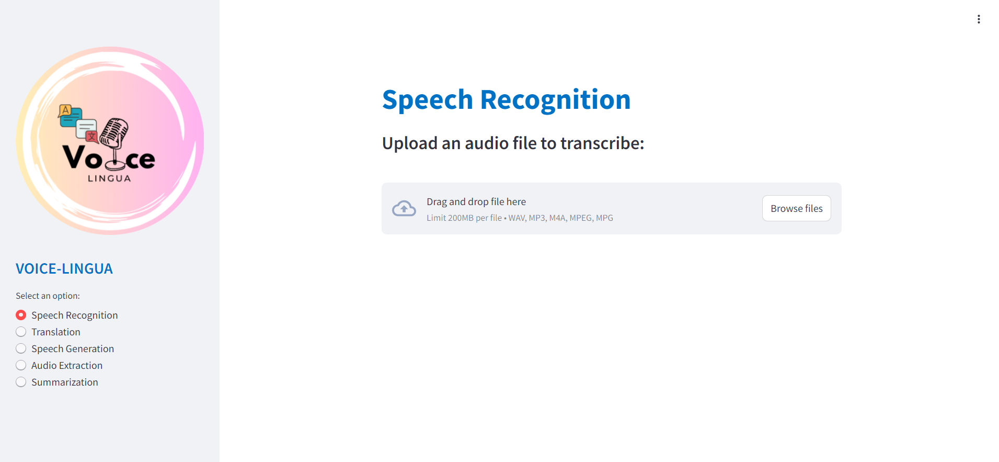 A
文
Voice
LINGUA
VOICE-LINGUA
Select an option:
Speech Recognition
Translation
Speech Generation
Audio Extraction
Summarization
Speech Recognition
Upload an audio file to transcribe:
Drag and drop file here
Limit 200MB per file • WAV, MP3, M4A, MPEG, MPG
Browse files